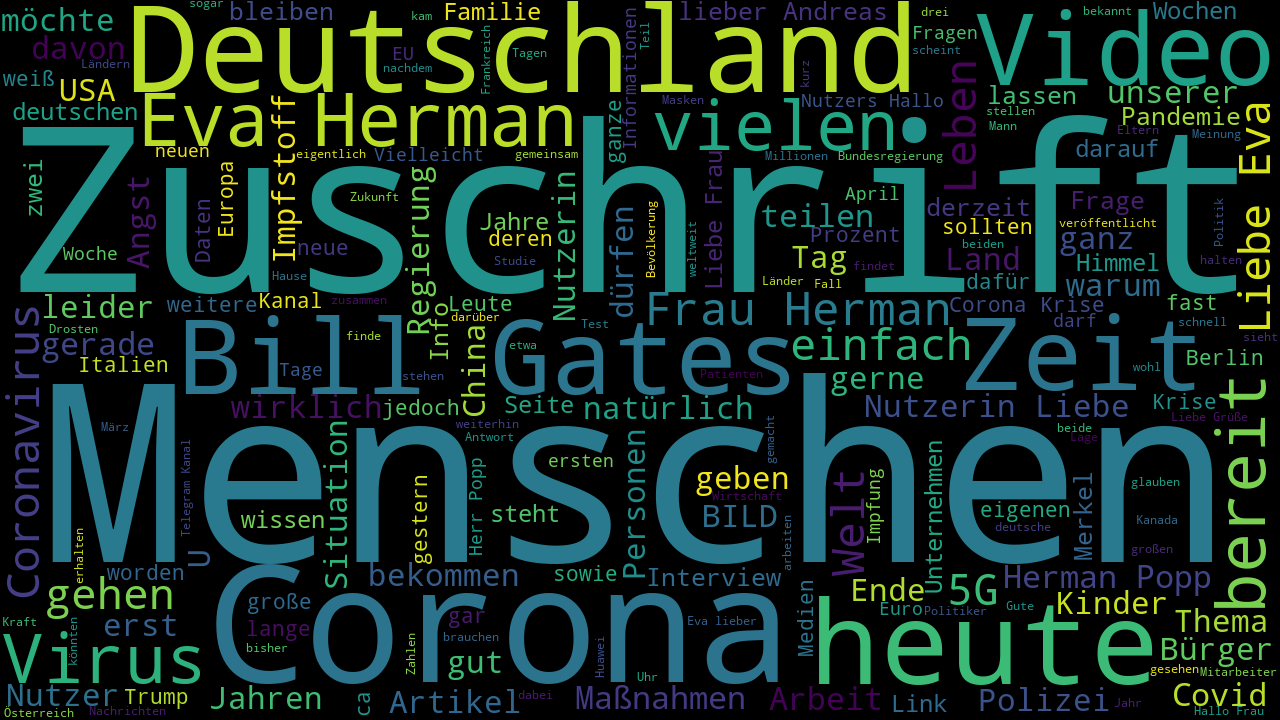 möchte
sogar
bleiben
kam
Familie
drei
lieber Andreas
bekannt
Wochen
Deutschland
Fragen
Video
davon
Ländern
EU
nachdem
Frankreich
Tagen
Teil
Informationen
kurz
scheint
weiß
USA
deutschen
Eva Herman
ganze
Masken
Nutzers Hallo
vielen
Leben
lassen
stellen
Mann
unserer
Pandemie
Eltern
Meinung
neuen
eigentlich
Vielleicht
gemeinsam
Millionen
Bundesregierung
darauf
Liebe Eva
Zuschrift
zwei
Angst
Daten
Europa
Impfstoff
Zukunft
Regierung
Jahre
deren
Studie
Nutzerin
dürfen
Bevölkerung
weltweit
Liebe Frau
April
teilen
Prozent
derzeit
sollten
beiden
Frage
veröffentlicht
Politik
Woche
neue
Hause
Tag
findet
Land
ganz
Himmel
halten
Länder
Fall
dafür
warum
leider
weitere
Kanal
zusammen
Leute
darüber
Frau Herman
Corona Krise
fast
Coronavirus
Drosten
gerade
Bill Gates
finde
Info
China
etwa
Test
einfach
Zeit
darf
schnell
sieht
Italien
Tage
stehen
Patienten
gerne
wohl
Berlin
wirklich
jedoch
weiterhin
Seite
natürlich
Nutzerin Liebe
Krise
Liebe Grüße
bereit
März
Antwort
gemacht
beide
Lage
Menschen
Telegram Kanal
Situation
gestern
Herr Popp
ersten
Personen
geben
Wirtschaft
BILD
arbeiten
Welt
Impfung
Unternehmen
eigenen
deutsche
Merkel
glauben
Kanada
großen
wissen
steht
erhalten
worden
U
bekommen
sowie
Interview
Ende
5G
Herman Popp
gehen
Kraft
könnten
erst
große
lange
bisher
Corona
Zahlen
gar
brauchen
gut
Huawei
Uhr
Eva lieber
Medien
Euro
Politiker
Gute
Kinder
Thema
Bürger
heute
gesehen
Mitarbeiter
Virus
Nutzer
Trump
Österreich
Nachrichten
Jahren
ca
Artikel
dabei
Maßnahmen
Arbeit
Link
Polizei
Jahr
Covid
Hallo Frau